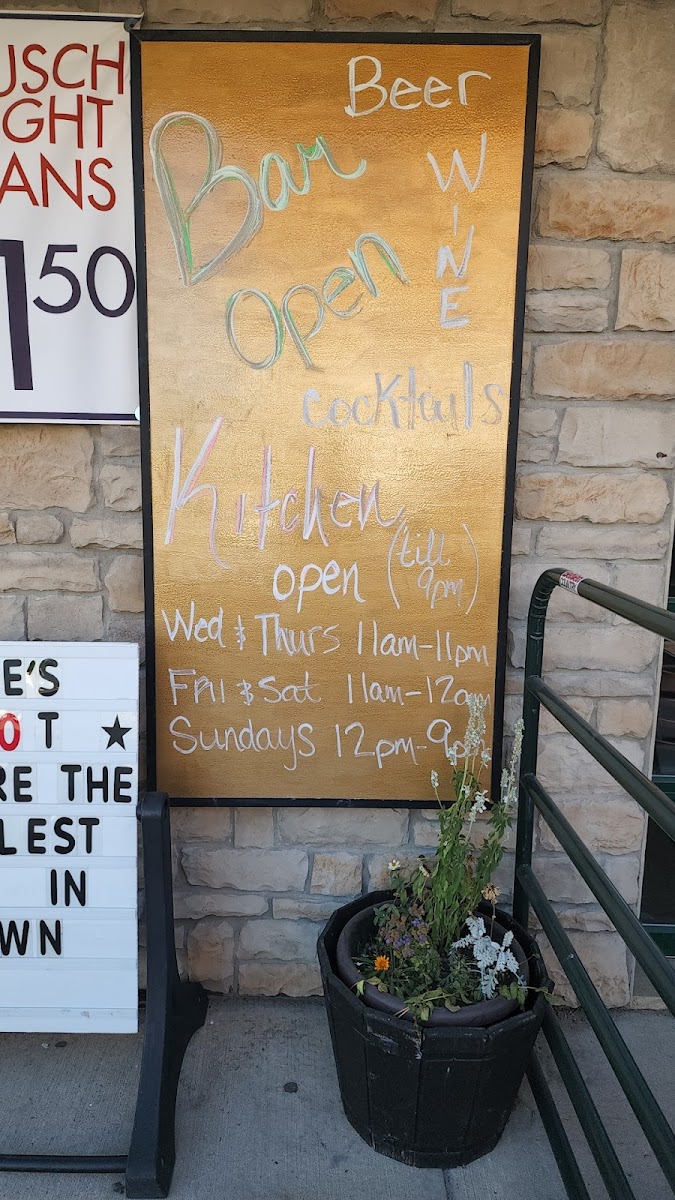 USCH
GHT
ANS
1.50
Beer
WiNE
Bar
Open
cocktails
Kitchen
open (till
9pm)
Wed & Thurs 11am-11pm
Fri & Sat 11am-12am
Sundays 12pm-9pm
E'S
OT ★
RE THE
LEST
IN
WN